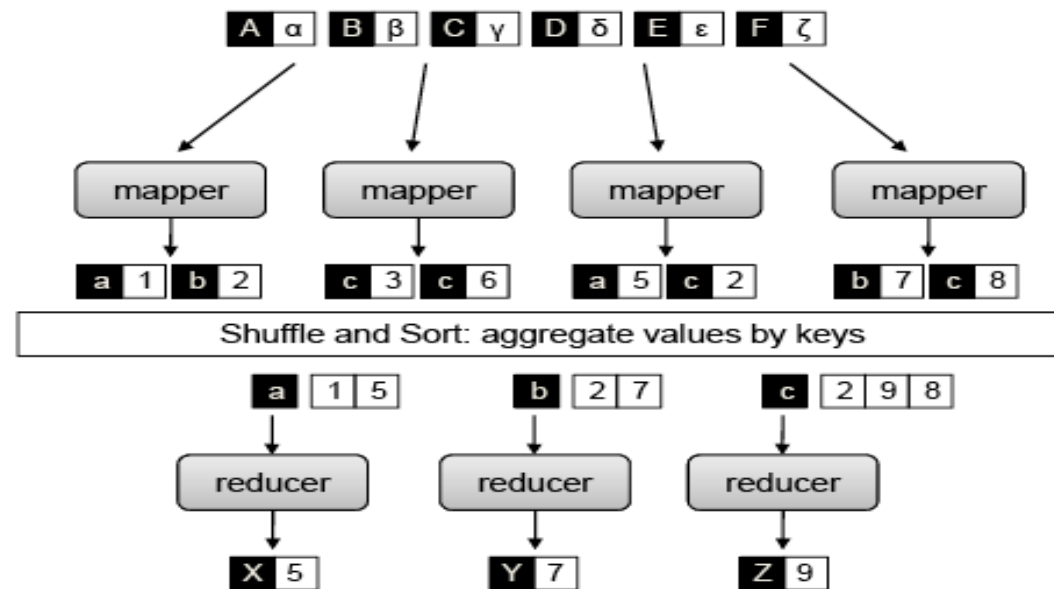 A α B β C γ D δ E ε F ζ
mapper mapper mapper mapper
a 1 b 2 c 3 c 6 a 5 c 2 b 7 c 8
Shuffle and Sort: aggregate values by keys
a 1 5 b 2 7 c 2 9 8
reducer reducer reducer
X 5 Y 7 Z 9